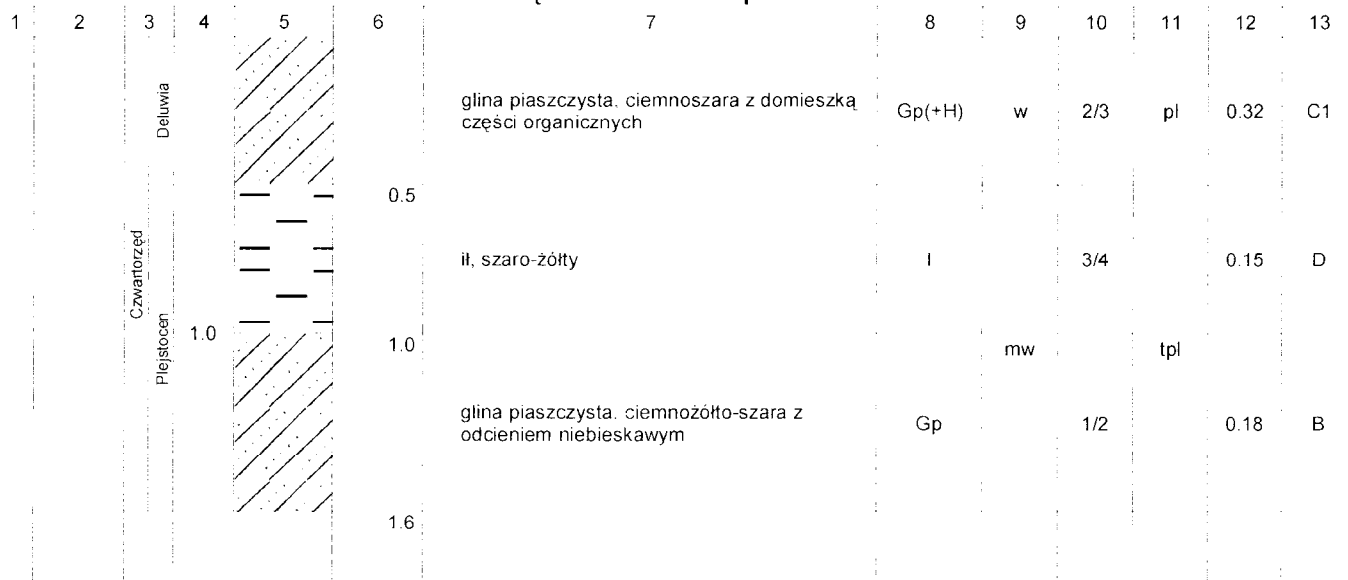 1 2 3 4 5 6 7 8 9 10 11 12 13
Deluwia
glina piaszczysta, ciemnoszara z domieszką
części organicznych
Gp(+H) w 2/3 pl 0.32 C1
0.5
Czwartorzęd
ił, szaro-żółty
I 3/4 0.15 D
Plejstocen
1.0
1.0
mw tpl
glina piaszczysta, ciemnożółto-szara z
odcieniem niebieskawym
Gp 1/2 0.18 B
1.6